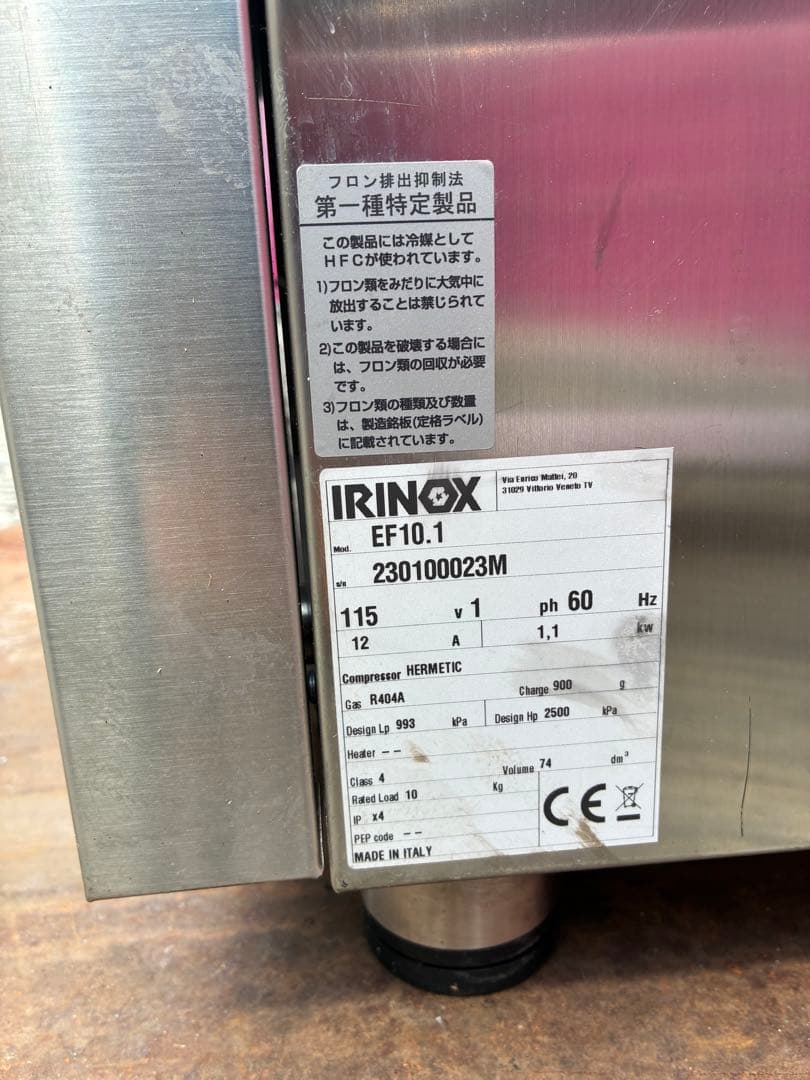 フロン排出抑制法
第一種特定製品
この製品には冷媒として
HFCが使われています。
1)フロン類をみだりに大気中に
放出することは禁じられて
います。
2)この製品を破壊する場合に
は、フロン類の回収が必要
です。
3)フロン類の種類及び数量
は、製造銘板(定格ラベル)
に記載されています。
IRINOX
Via Enrico Mattei, 20
31029 Vittorio Veneto TV
Mod. EF10.1
s/n 230100023M
115 v 1 ph 60 Hz
12 A 1,1 kw
Compressor HERMETIC
Gas R404A Charge 900 g
Design Lp 993 kPa Design Hp 2500 kPa
Heater --
Class 4 Volume 74 dm³
Rated Load 10 Kg
IP x4
PEP code --
CE
MADE IN ITALY